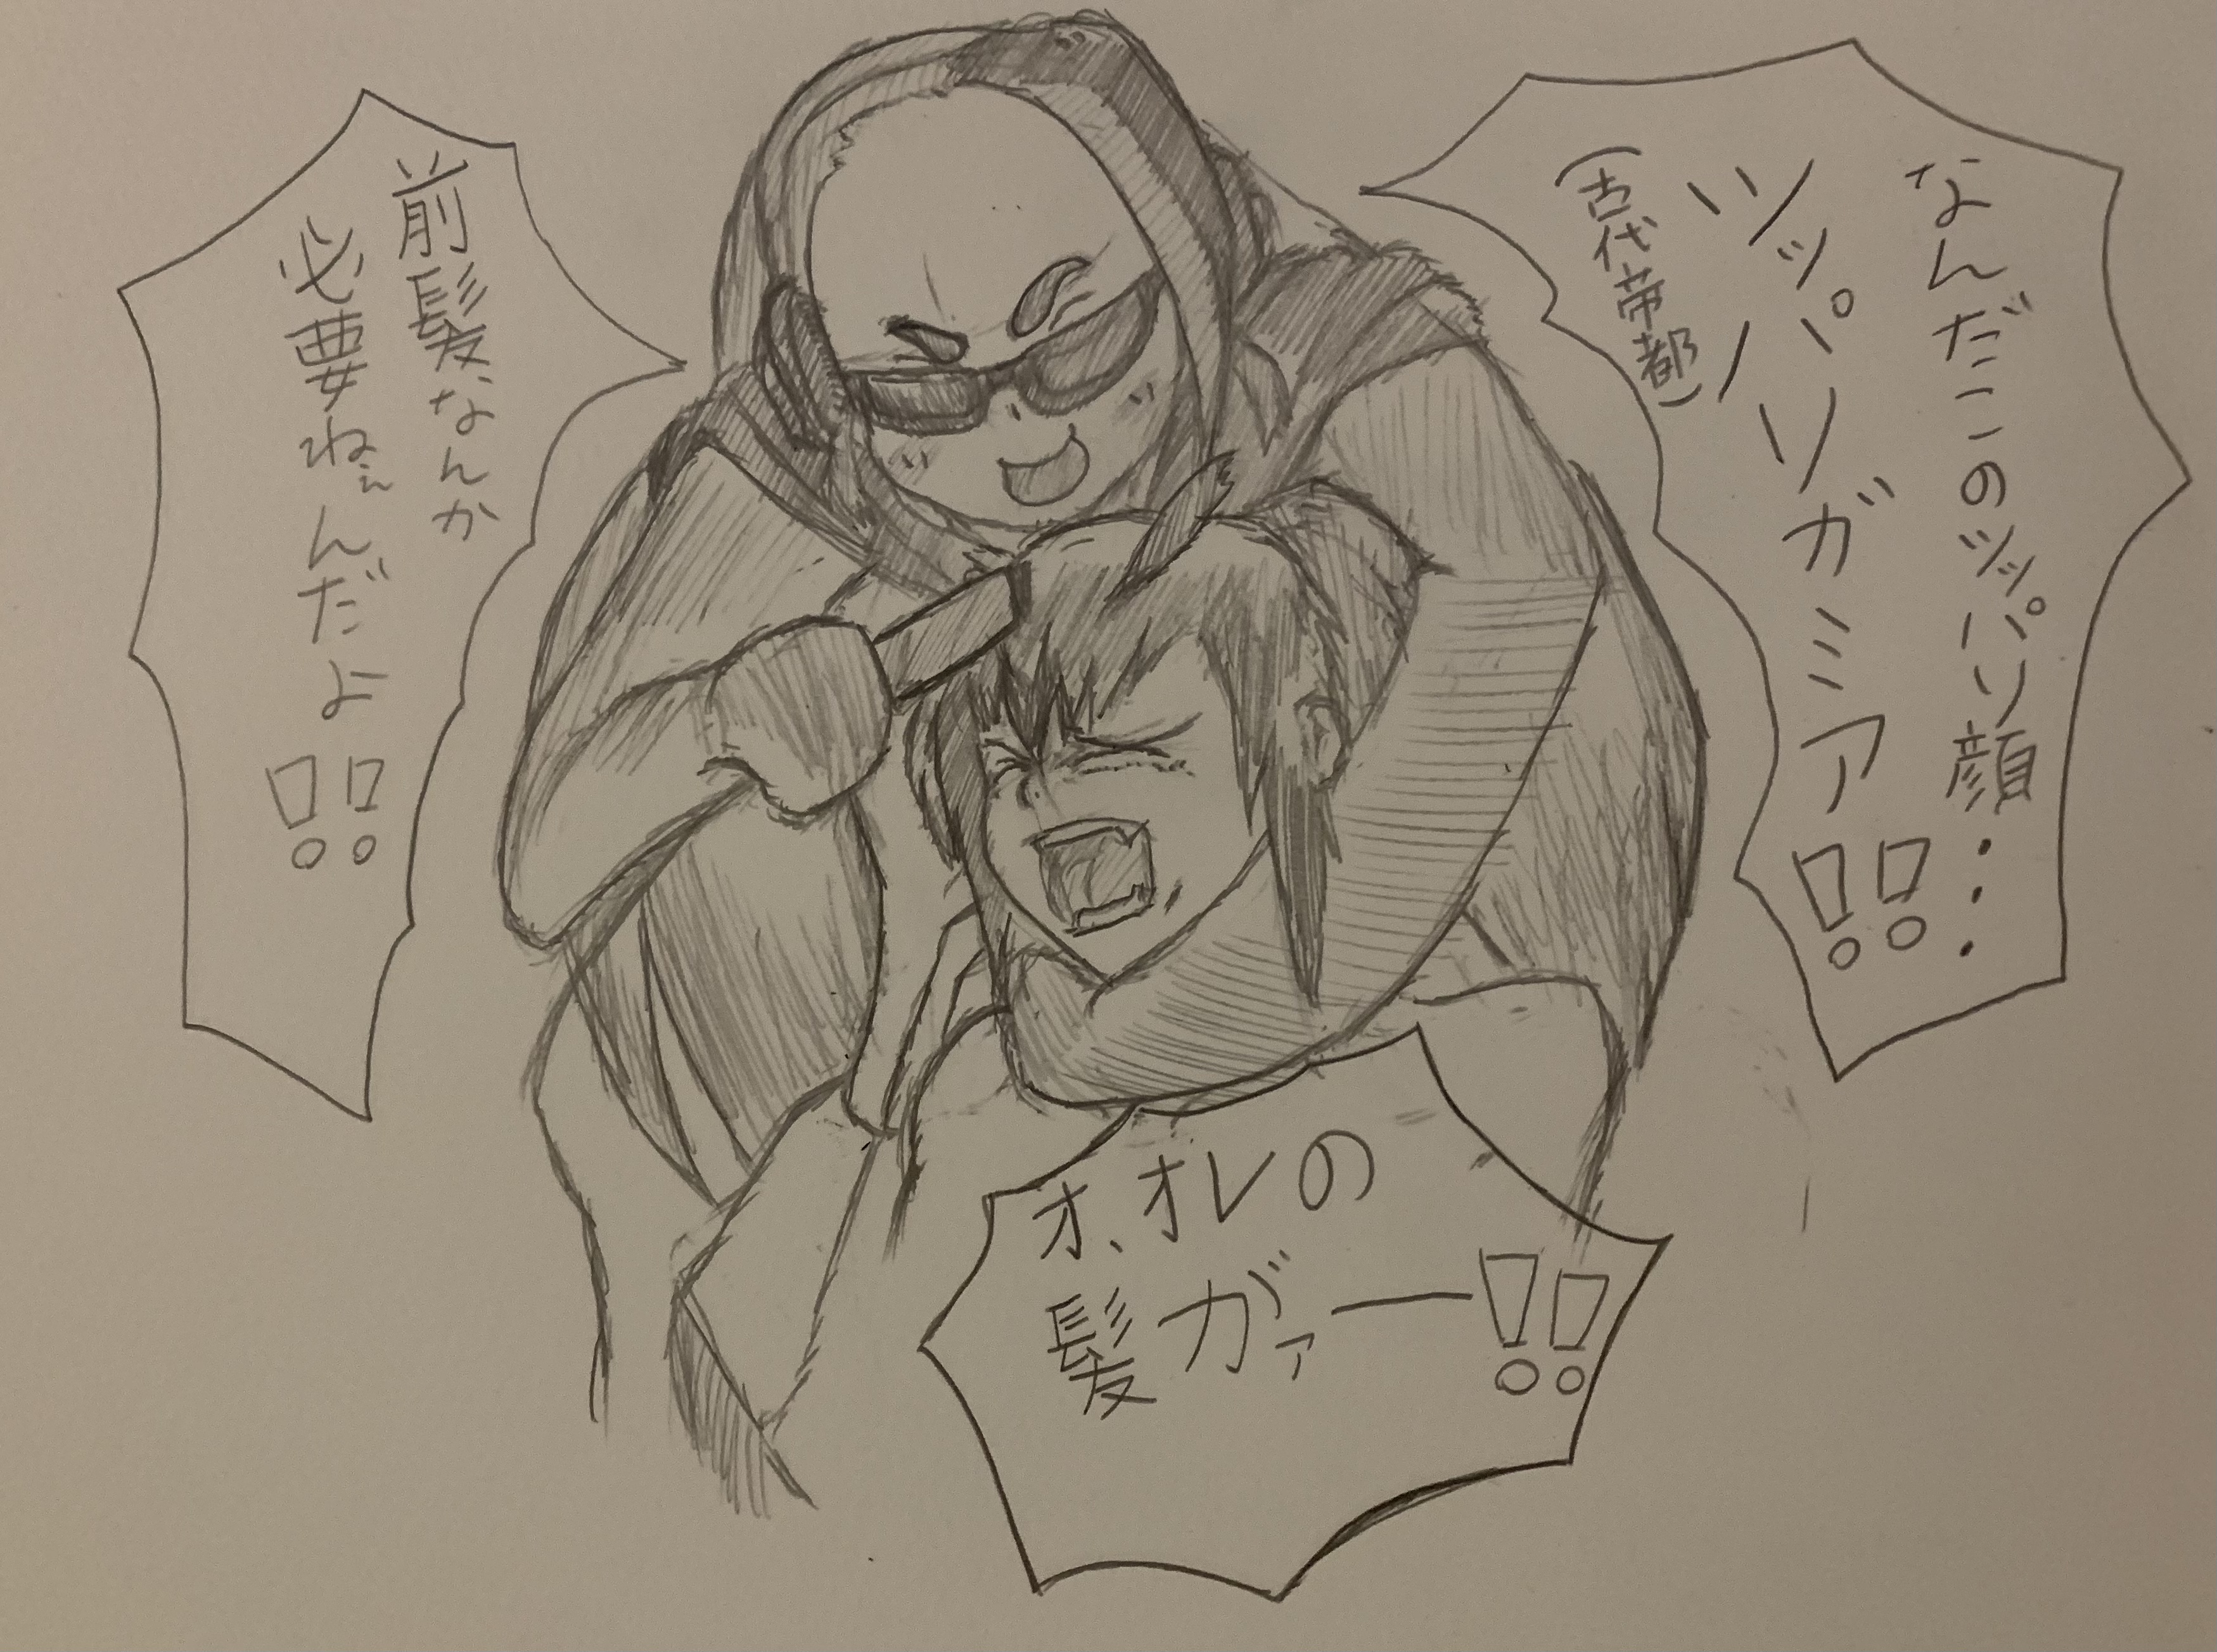 なんだこのツッパリ顔・・・
ツッパリガミア!!
(古代帝都)
前髪なんか
必要ねぇんだよ!!
オ、オレの
髪がァー!!